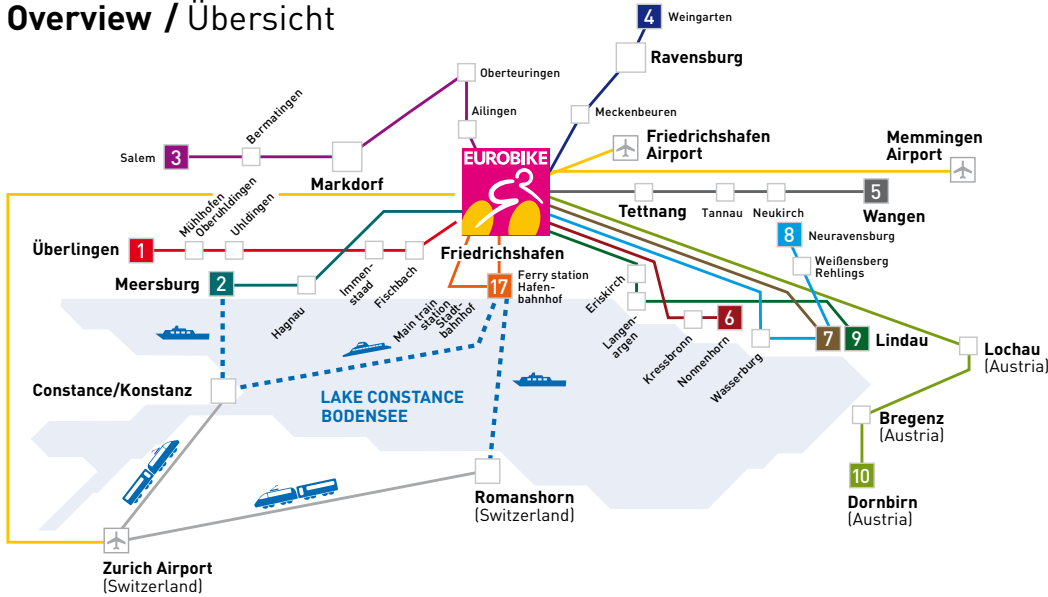 Overview / Übersicht
4 Weingarten
Ravensburg
Oberteuringen
Ailingen
Meckenbeuren
Bermatingen
Salem 3
Markdorf
EUROBIKE
Friedrichshafen
Airport
Memmingen
Airport
Mühlhofen
Oberuhldingen
Uhldingen
Tettnang
Tannau
Neukirch
5
Wangen
Überlingen 1
8 Neuravensburg
Friedrichshafen
Weißensberg
Rehlings
Meersburg 2
Hagnau
Immen-
staad
Fischbach
17
Ferry station
Hafen-
bahnhof
Main train
station
Stadt-
bahnhof
Eriskirch
Langen-
argen
Kressbronn
6
Nonnenhorn
Wasserburg
7
9
Lindau
Lochau
(Austria)
Constance/Konstanz
LAKE CONSTANCE
BODENSEE
Bregenz
(Austria)
10
Dornbirn
(Austria)
Romanshorn
(Switzerland)
Zurich Airport
(Switzerland)